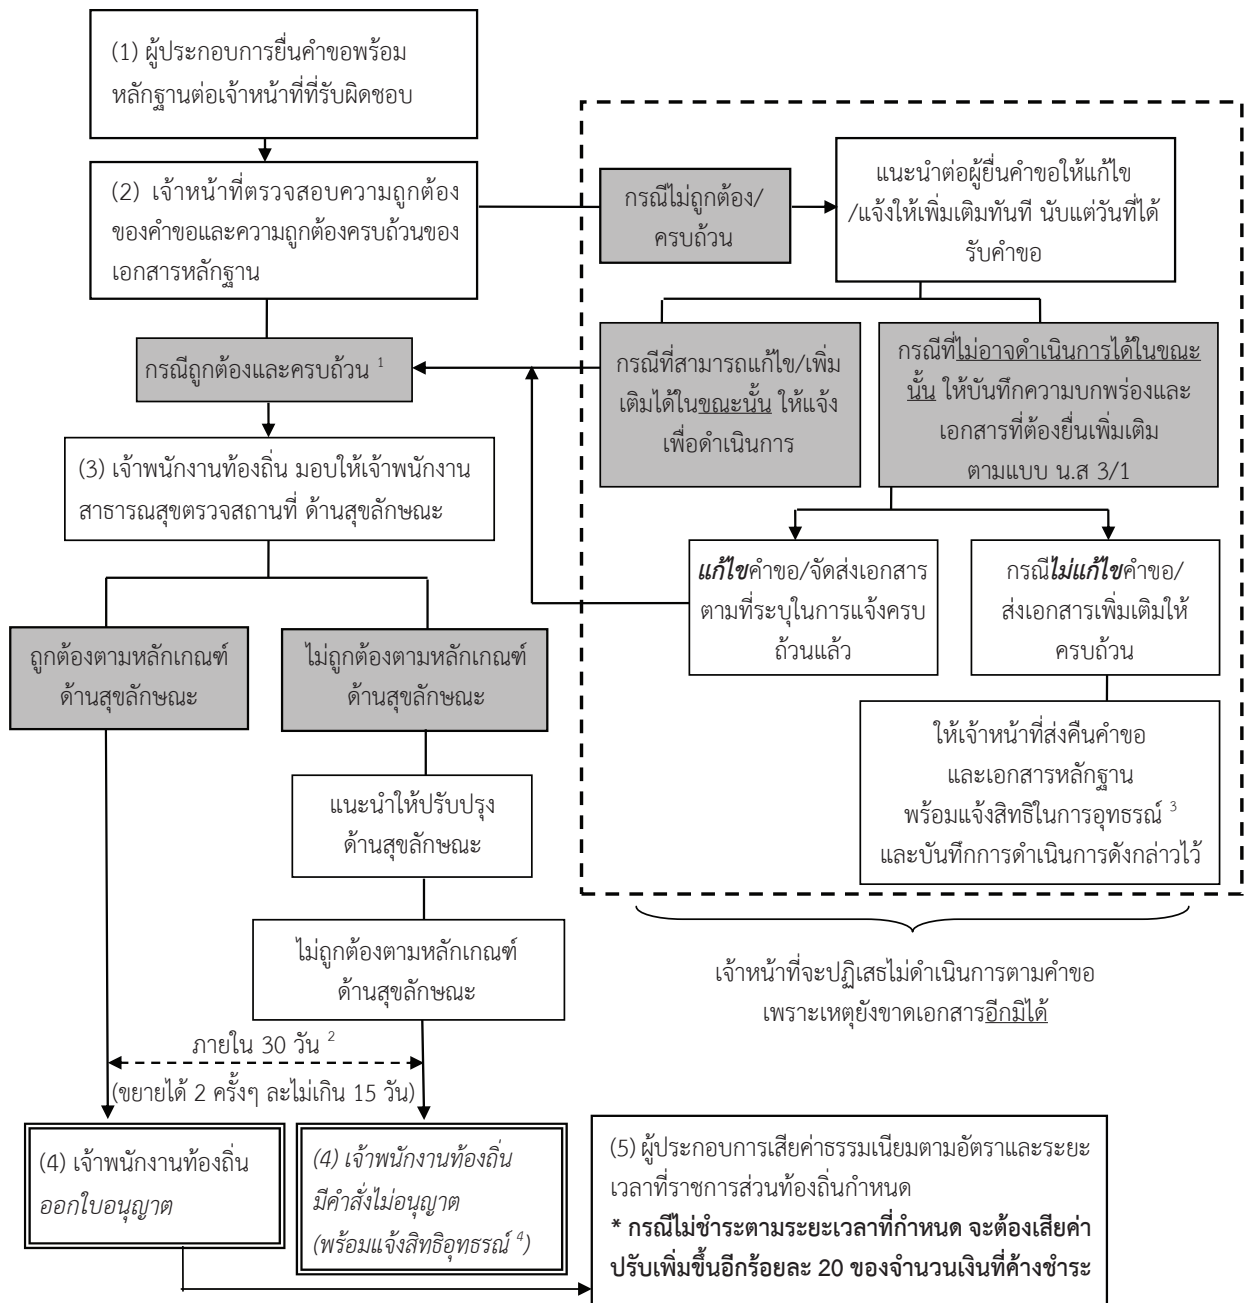 (1) ผู้ประกอบการยื่นคำขอพร้อม
หลักฐานต่อเจ้าหน้าที่ที่รับผิดชอบ
(2) เจ้าหน้าที่ตรวจสอบความถูกต้อง
ของคำขอและความถูกต้องครบถ้วนของ
เอกสารหลักฐาน
กรณีไม่ถูกต้อง/
ครบถ้วน
แนะนำต่อผู้ยื่นคำขอให้แก้ไข
/แจ้งให้เพิ่มเติมทันที นับแต่วันที่ได้
รับคำขอ
กรณีถูกต้องและครบถ้วน 1
กรณีที่สามารถแก้ไข/เพิ่ม
เติมได้ในขณะนั้น ให้แจ้ง
เพื่อดำเนินการ
กรณีที่ไม่อาจดำเนินการได้ในขณะ
นั้น ให้บันทึกความบกพร่องและ
เอกสารที่ต้องยื่นเพิ่มเติม
ตามแบบ น.ส 3/1
(3) เจ้าพนักงานท้องถิ่น มอบให้เจ้าพนักงาน
สาธารณสุขตรวจสถานที่ ด้านสุขลักษณะ
แก้ไขคำขอ/จัดส่งเอกสาร
ตามที่ระบุในการแจ้งครบ
ถ้วนแล้ว
กรณีไม่แก้ไขคำขอ/
ส่งเอกสารเพิ่มเติมให้
ครบถ้วน
ถูกต้องตามหลักเกณฑ์
ด้านสุขลักษณะ
ไม่ถูกต้องตามหลักเกณฑ์
ด้านสุขลักษณะ
ให้เจ้าหน้าที่ส่งคืนคำขอ
และเอกสารหลักฐาน
พร้อมแจ้งสิทธิในการอุทธรณ์ 3
และบันทึกการดำเนินการดังกล่าวไว้
แนะนำให้ปรับปรุง
ด้านสุขลักษณะ
ไม่ถูกต้องตามหลักเกณฑ์
ด้านสุขลักษณะ
เจ้าหน้าที่จะปฏิเสธไม่ดำเนินการตามคำขอ
เพราะเหตุยังขาดเอกสารอีกมิได้
ภายใน 30 วัน 2
(ขยายได้ 2 ครั้งๆ ละไม่เกิน 15 วัน)
(4) เจ้าพนักงานท้องถิ่น
ออกใบอนุญาต
(4) เจ้าพนักงานท้องถิ่น
มีคำสั่งไม่อนุญาต
(พร้อมแจ้งสิทธิอุทธรณ์ 4)
(5) ผู้ประกอบการเสียค่าธรรมเนียมตามอัตราและระยะ
เวลาที่ราชการส่วนท้องถิ่นกำหนด
* กรณีไม่ชำระตามระยะเวลาที่กำหนด จะต้องเสียค่า
ปรับเพิ่มขึ้นอีกร้อยละ 20 ของจำนวนเงินที่ค้างชำระ